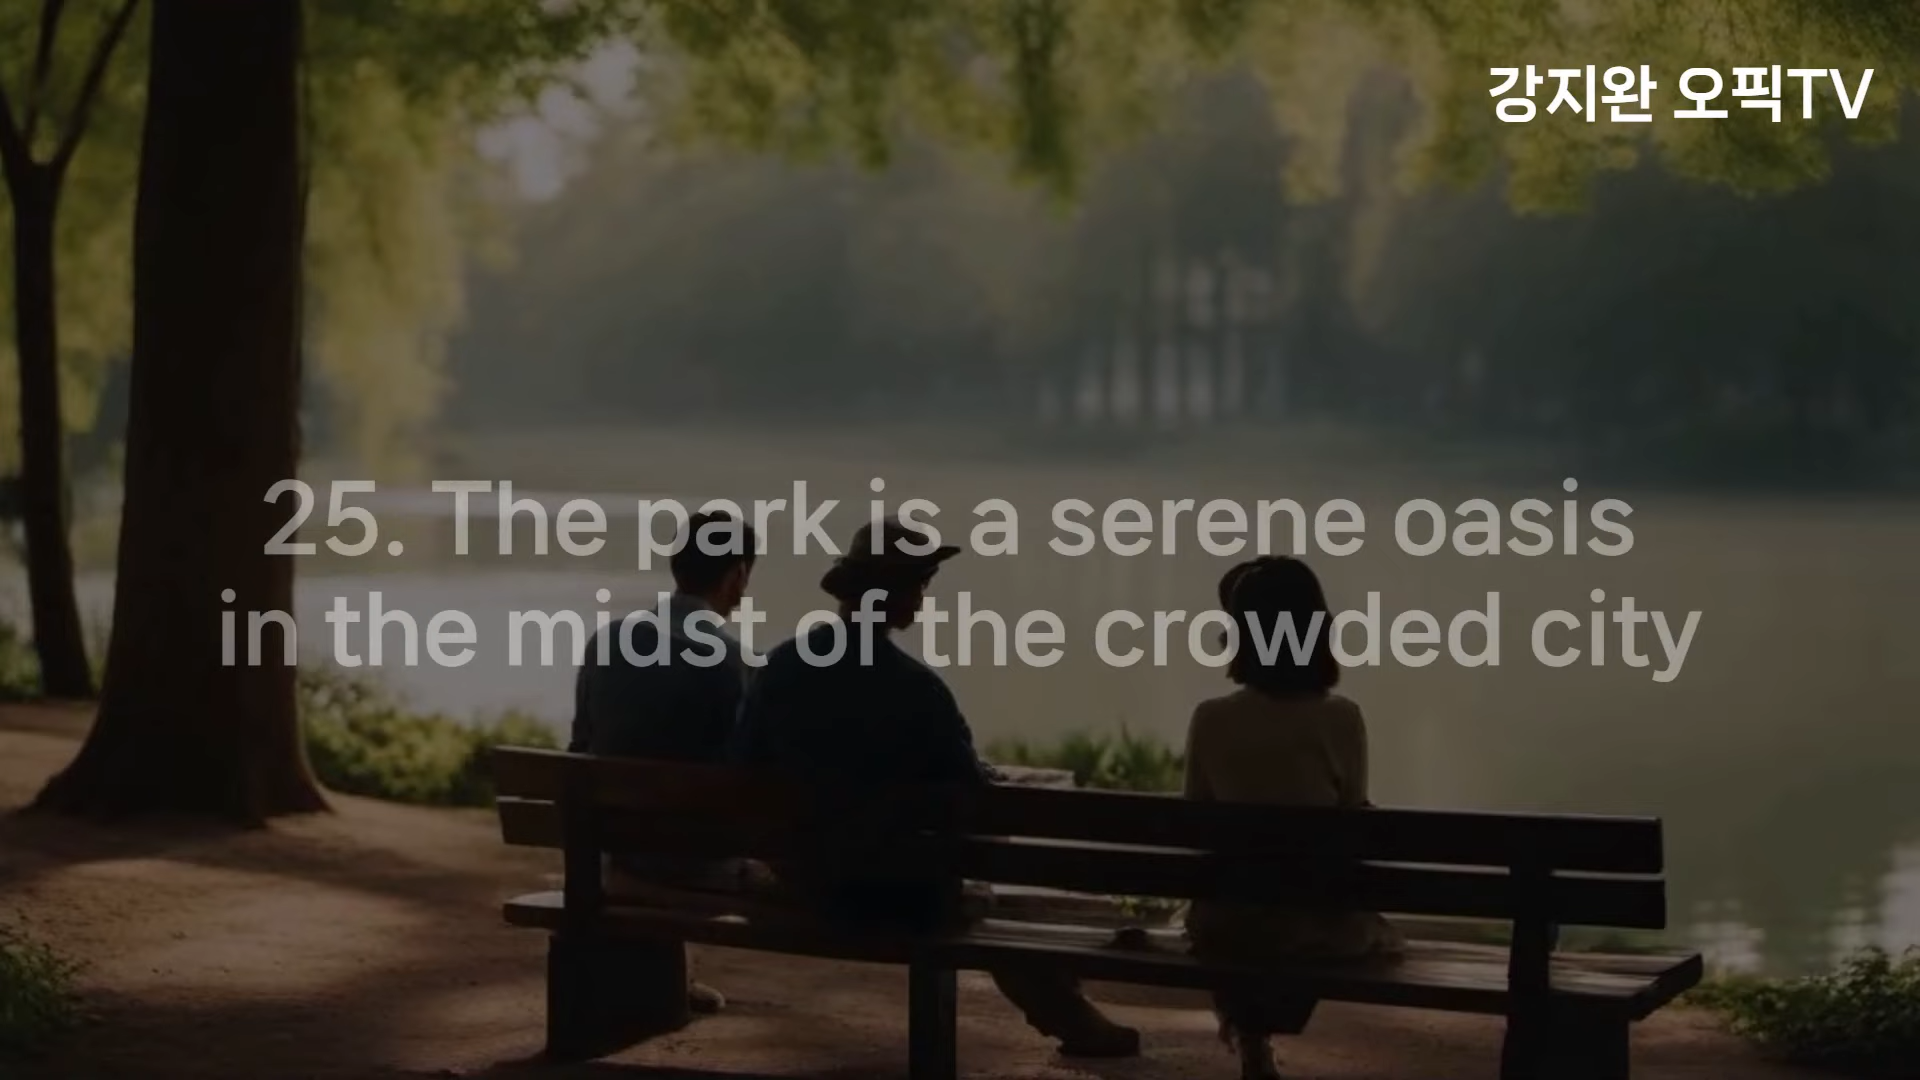 강지완 오픽TV
25. The park is a serene oasis
in the midst of the crowded city